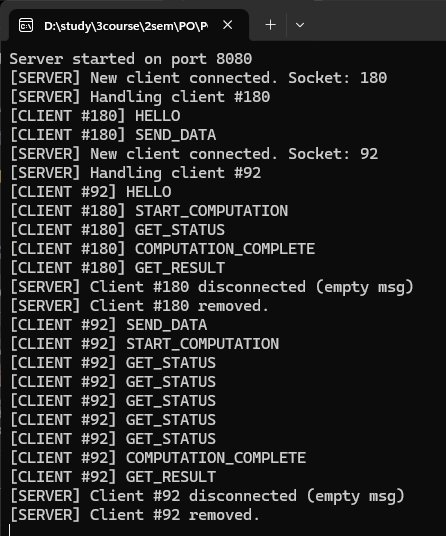 D:\study\3course\2sem\PO\P
Server started on port 8080
[SERVER] New client connected. Socket: 180
[SERVER] Handling client #180
[CLIENT #180] HELLO
[CLIENT #180] SEND_DATA
[SERVER] New client connected. Socket: 92
[SERVER] Handling client #92
[CLIENT #92] HELLO
[CLIENT #180] START_COMPUTATION
[CLIENT #180] GET_STATUS
[CLIENT #180] COMPUTATION_COMPLETE
[CLIENT #180] GET_RESULT
[SERVER] Client #180 disconnected (empty msg)
[SERVER] Client #180 removed.
[CLIENT #92] SEND_DATA
[CLIENT #92] START_COMPUTATION
[CLIENT #92] GET_STATUS
[CLIENT #92] GET_STATUS
[CLIENT #92] GET_STATUS
[CLIENT #92] GET_STATUS
[CLIENT #92] GET_STATUS
[CLIENT #92] COMPUTATION_COMPLETE
[CLIENT #92] GET_RESULT
[SERVER] Client #92 disconnected (empty msg)
[SERVER] Client #92 removed.